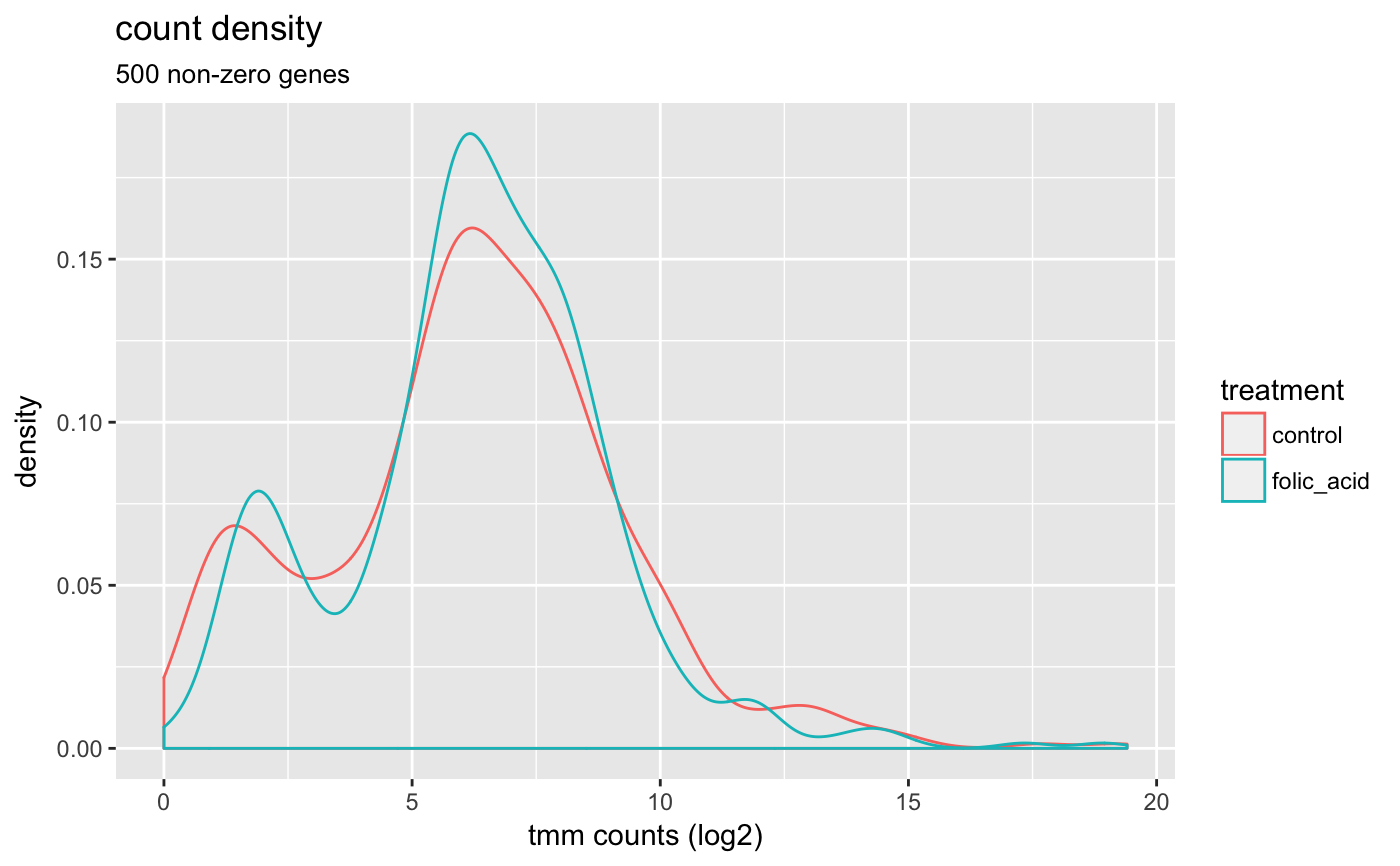 count density
500 non-zero genes
density
0.15
0.10
0.05
0.00
0 5 10 15 20
tmm counts (log2)
treatment
control
folic_acid